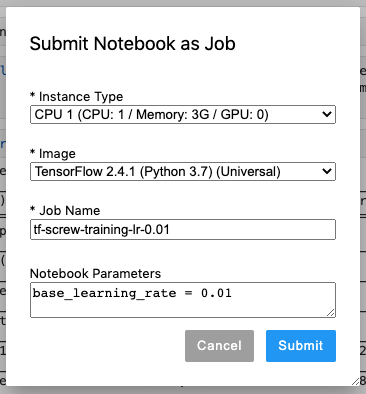 Submit Notebook as Job
* Instance Type
CPU 1 (CPU: 1 / Memory: 3G / GPU: 0)
* Image
TensorFlow 2.4.1 (Python 3.7) (Universal)
* Job Name
tf-screw-training-lr-0.01
Notebook Parameters
base_learning_rate = 0.01
Cancel
Submit